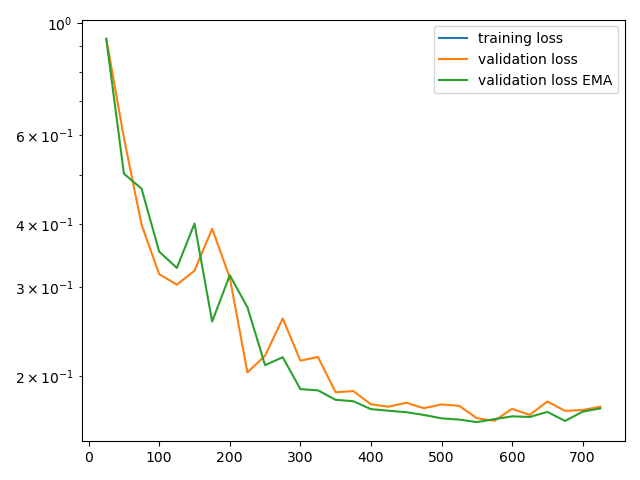 10⁰
6 × 10⁻¹
4 × 10⁻¹
3 × 10⁻¹
2 × 10⁻¹
training loss
validation loss
validation loss EMA
0 100 200 300 400 500 600 700